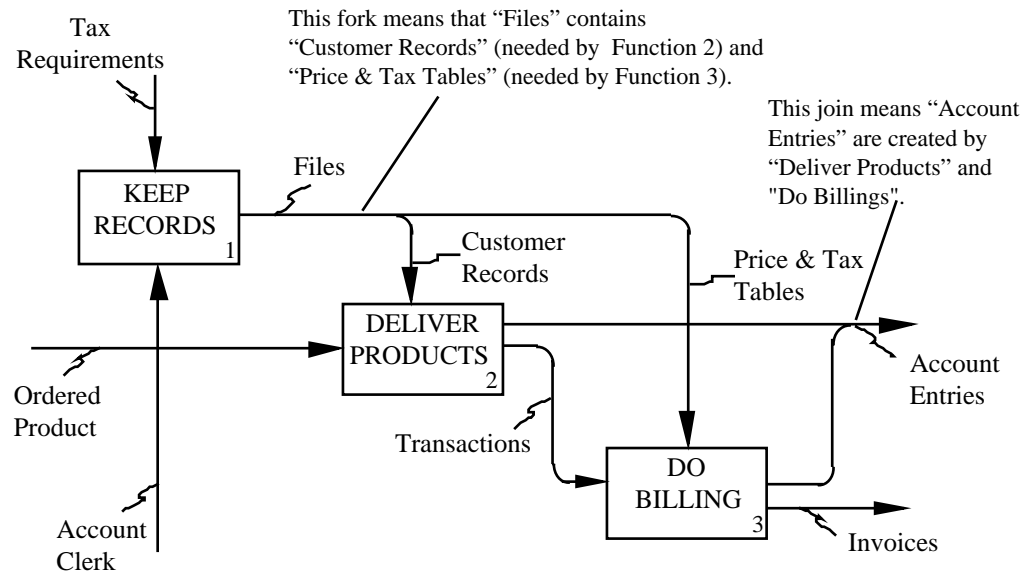 Tax
Requirements
This fork means that “Files” contains
“Customer Records” (needed by  Function 2) and
“Price & Tax Tables” (needed by Function 3).
This join means “Account
Entries” are created by
“Deliver Products” and
"Do Billings".
Files
KEEP
RECORDS
1
Customer
Records
Price & Tax
Tables
DELIVER
PRODUCTS
2
Ordered
Product
Account
Entries
Transactions
DO
BILLING
3
Account
Clerk
Invoices